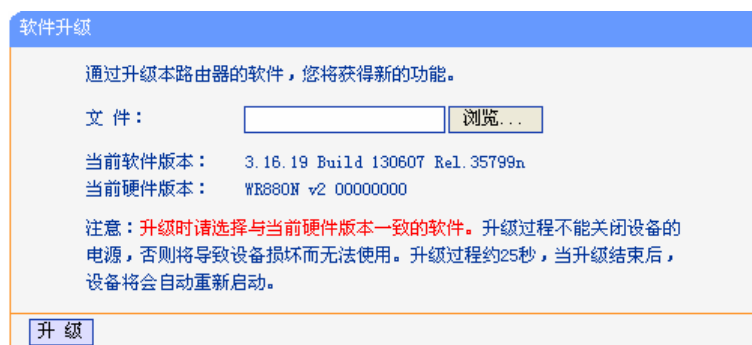 软件升级
通过升级本路由器的软件，您将获得新的功能。
文 件： 浏览...
当前软件版本： 3.16.19 Build 130607 Rel.35799n
当前硬件版本： WR880N v2 00000000
注意：升级时请选择与当前硬件版本一致的软件。升级过程不能关闭设备的
电源，否则将导致设备损坏而无法使用。升级过程约25秒，当升级结束后，
设备将会自动重新启动。
升 级